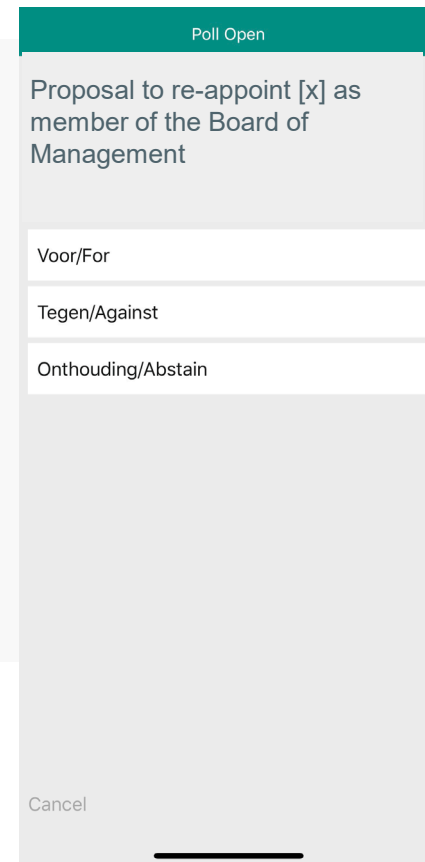 Poll Open
Proposal to re-appoint [x] as
member of the Board of
Management
Voor/For
Tegen/Against
Onthouding/Abstain
Cancel